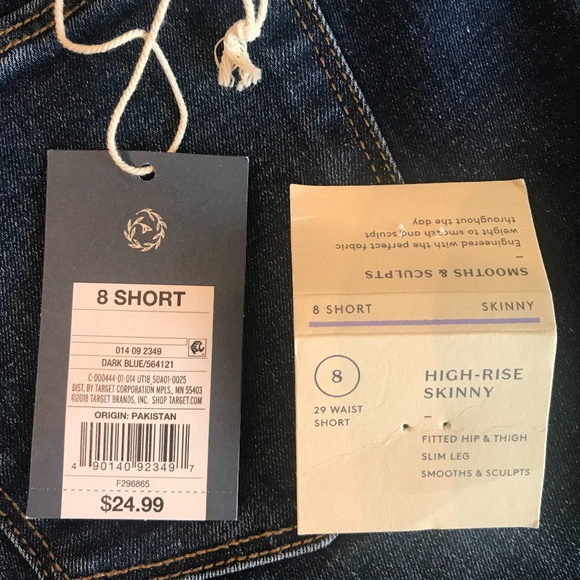 8 SHORT
014 09 2349
DARK BLUE/564121
C-000444-01-014 UT18_50A01-0025
DIST. BY TARGET CORPORATION MPLS, MN 55403
©2018 TARGET BRANDS, INC. SHOP TARGET.COM
ORIGIN: PAKISTAN
4 90140 92349 7
F296865
$24.99
SMOOTHS & SCULPTS
–
Engineered with the perfect fabric
weight to smooth and sculpt
throughout the day
8 SHORT SKINNY
8
29 WAIST
SHORT
HIGH-RISE
SKINNY
–
FITTED HIP & THIGH
SLIM LEG
SMOOTHS & SCULPTS